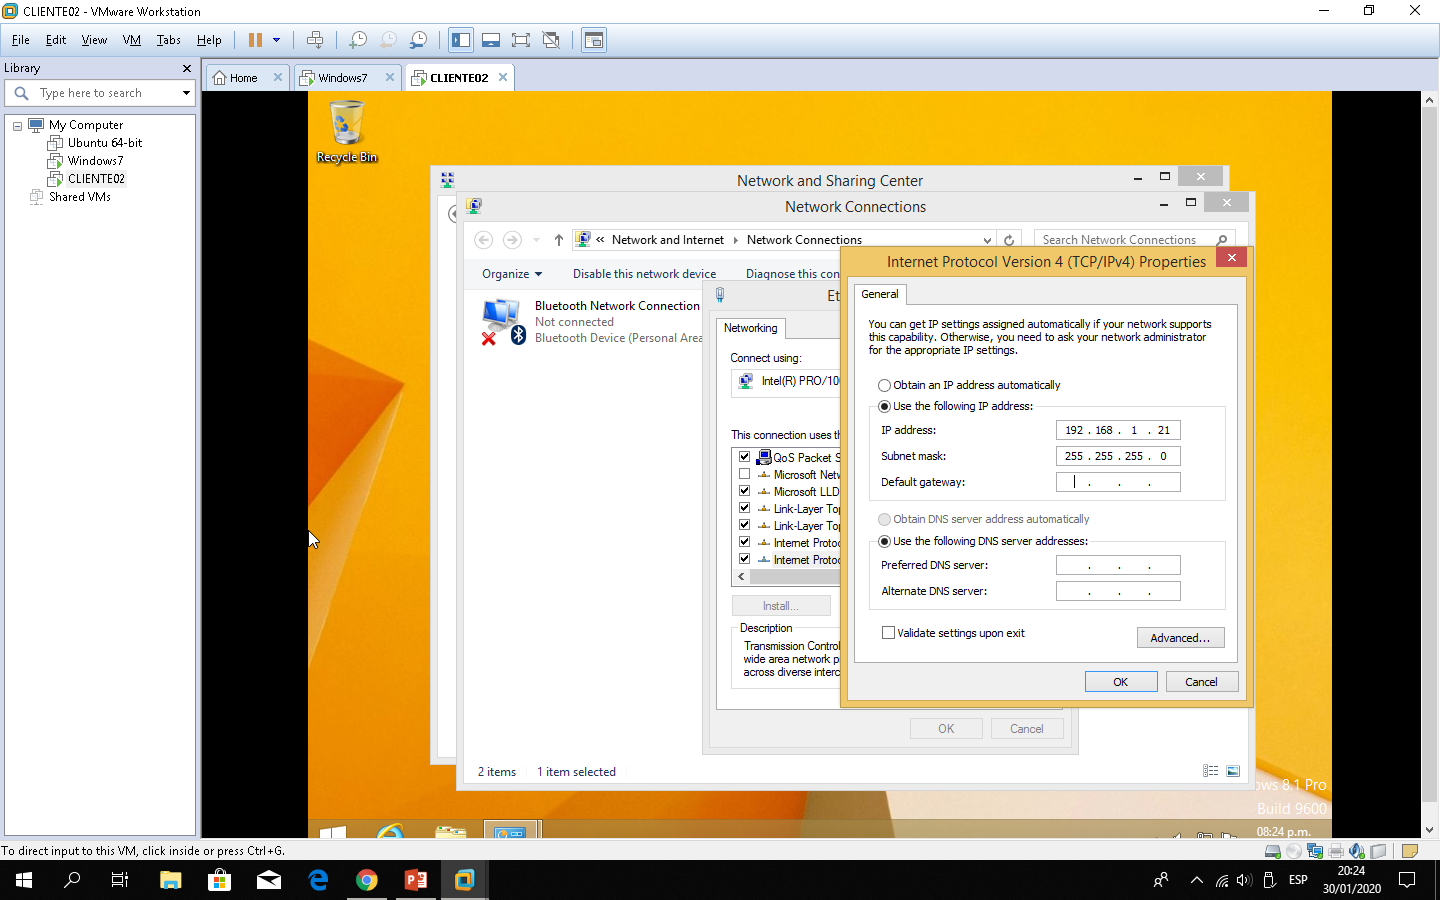 CLIENTE02 - VMware Workstation
File Edit View VM Tabs Help
Library
Type here to search
My Computer
Ubuntu 64-bit
Windows7
CLIENTE02
Shared VMs
Home
Windows7
CLIENTE02
Recycle Bin
Network and Sharing Center
Network Connections
« Network and Internet Network Connections
Search Network Connections
Organize Disable this network device Diagnose this con
Bluetooth Network Connection
Not connected
Bluetooth Device (Personal Area
Et
Networking
Connect using:
Intel(R) PRO/100
This connection uses th
QoS Packet S
Microsoft Netw
Microsoft LLD
Link-Layer Top
Link-Layer Top
Internet Protoc
Internet Protoc
Install...
Description
Transmission Control
wide area network p
across diverse interc
OK Cancel
2 items 1 item selected
Internet Protocol Version 4 (TCP/IPv4) Properties
General
You can get IP settings assigned automatically if your network supports
this capability. Otherwise, you need to ask your network administrator
for the appropriate IP settings.
Obtain an IP address automatically
Use the following IP address:
IP address: 192 . 168 . 1 . 21
Subnet mask: 255 . 255 . 255 . 0
Default gateway: . . .
Obtain DNS server address automatically
Use the following DNS server addresses:
Preferred DNS server: . . .
Alternate DNS server: . . .
Validate settings upon exit
Advanced...
OK Cancel
ows 8.1 Pro
Build 9600
08:24 p.m.
To direct input to this VM, click inside or press Ctrl+G.
ESP
20:24
30/01/2020